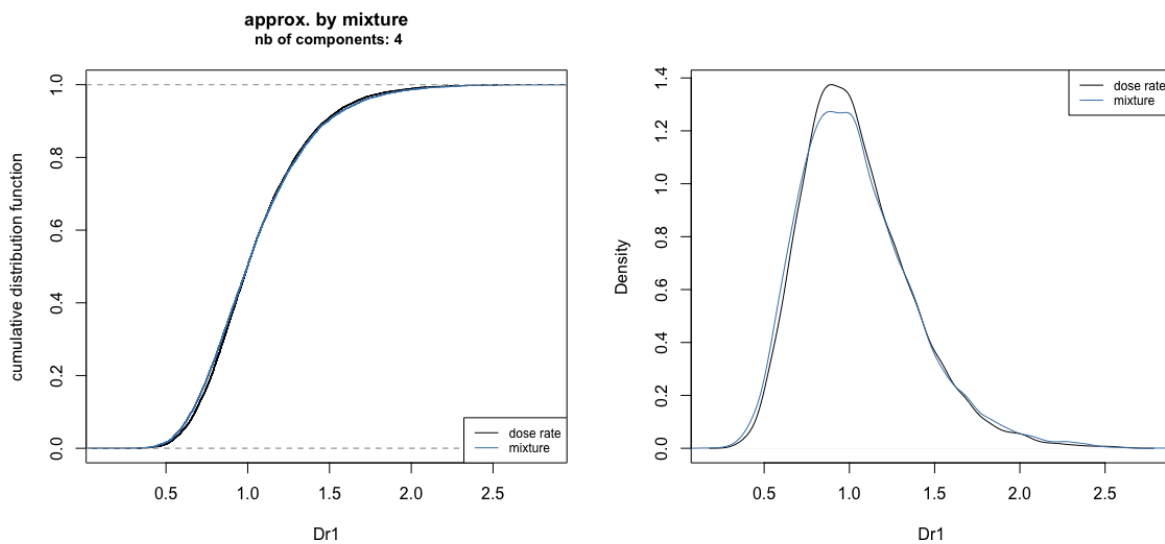 approx. by mixture
nb of components: 4
cumulative distribution function
1.0
0.8
0.6
0.4
0.2
0.0
dose rate
mixture
0.5 1.0 1.5 2.0 2.5
Dr1
Density
1.4
1.2
1.0
0.8
0.6
0.4
0.2
0.0
dose rate
mixture
0.5 1.0 1.5 2.0 2.5
Dr1